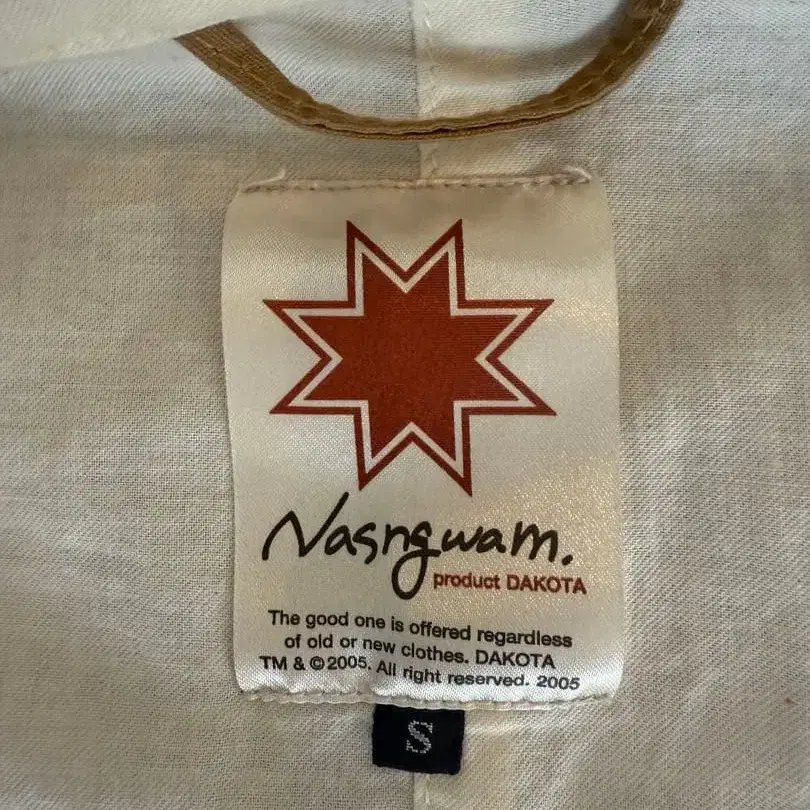 Nasngwam.
product DAKOTA
The good one is offered regardless
of old or new clothes. DAKOTA
TM & ©2005. All right reserved. 2005
S